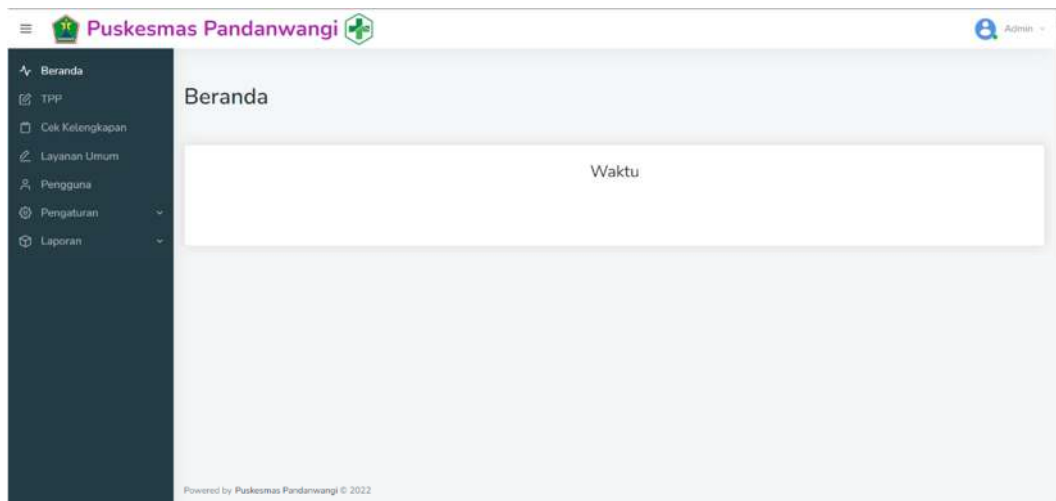 Puskesmas Pandanwangi
Admin
Beranda
TPP
Cek Kelengkapan
Layanan Umum
Pengguna
Pengaturan
Laporan
Beranda
Waktu
Powered by Puskesmas Pandanwangi © 2022